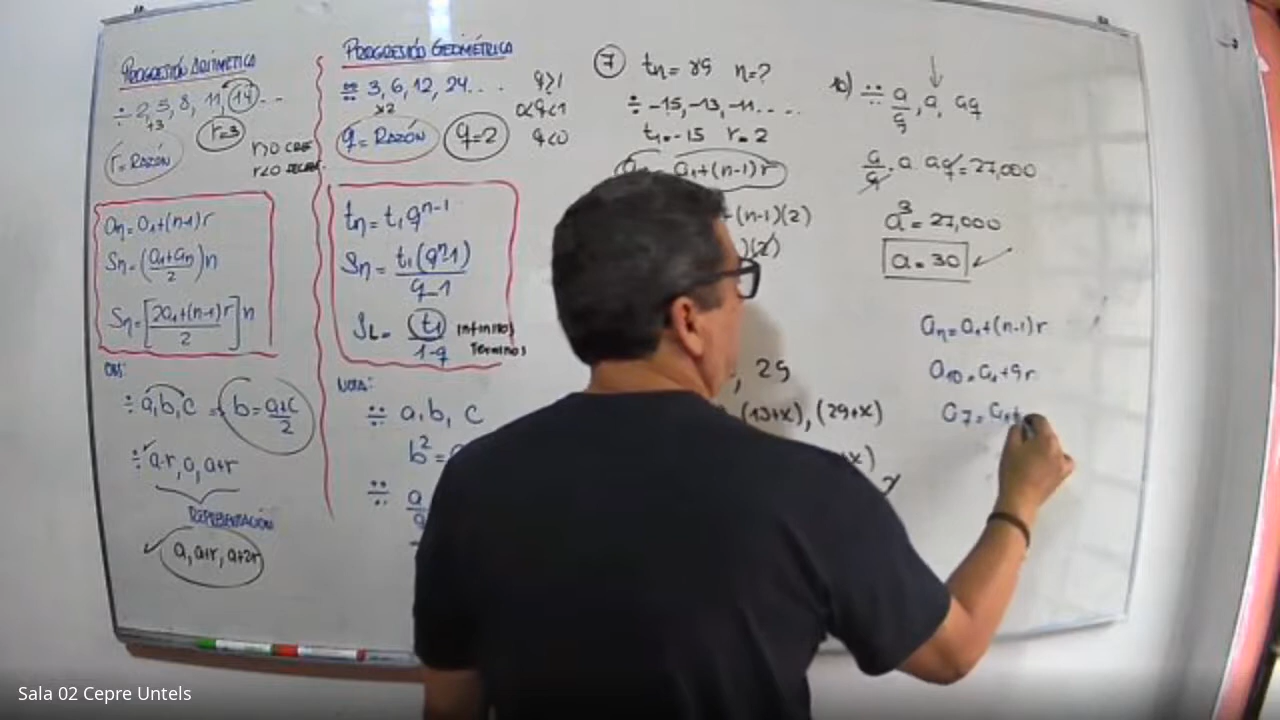 PROGRESIÓN ARITMÉTICA
÷ 2, 5, 8, 11, 14...
+3
r=3
r = RAZÓN
r>0 CRE
r<0 DECRE.
an = a1+(n-1)r
Sn = (a1+an/2)n
Sn = [2a1+(n-1)r/2]n
OBS:
÷ a, b, c ⇒ b = a+c/2
÷ a-r, a, a+r
REPRESENTACIÓN
a, a+r, a+2r
PROGRESIÓN GEOMÉTRICA
÷÷ 3, 6, 12, 24....
x2
q = RAZÓN
q=2
q>1
0<q<1
q<0
tn = t1 q^n-1
Sn = t1(q^n-1)/q-1
SL = t1/1-q INFINITOS TÉRMINOS
NOTA:
÷÷ a, b, c
b² =
÷÷ a/q
7 tn = 89 n=?
÷ -15, -13, -11....
t1=-15 r=2
an = a1+(n-1)r
+(n-1)(2)
)(2)
, 29
(13+x), (29+x)
x)
10) ÷÷ a/q, a, aq
a/q . a . aq = 27,000
a³ = 27,000
a = 30
an = a1+(n-1)r
a10 = a1+9r
a7 = a1+
Sala 02 Cepre Untels